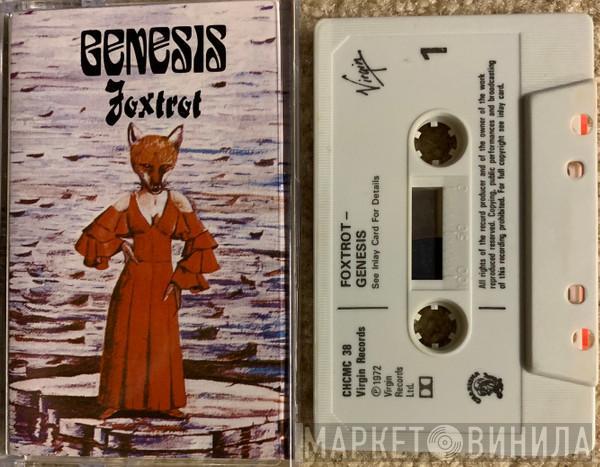 GENESIS
Foxtrot
Virgin
1
FOXTROT –
GENESIS
See Inlay Card For Details
CHCMC 38
Virgin Records
℗1972
Virgin
Records
Ltd.
All rights of the record producer and of the owner of the work
reproduced reserved. Copying, public performances and broadcasting
of this recording prohibited. For full copyright see inlay card.
МАРКЕТ ВИНИЛА